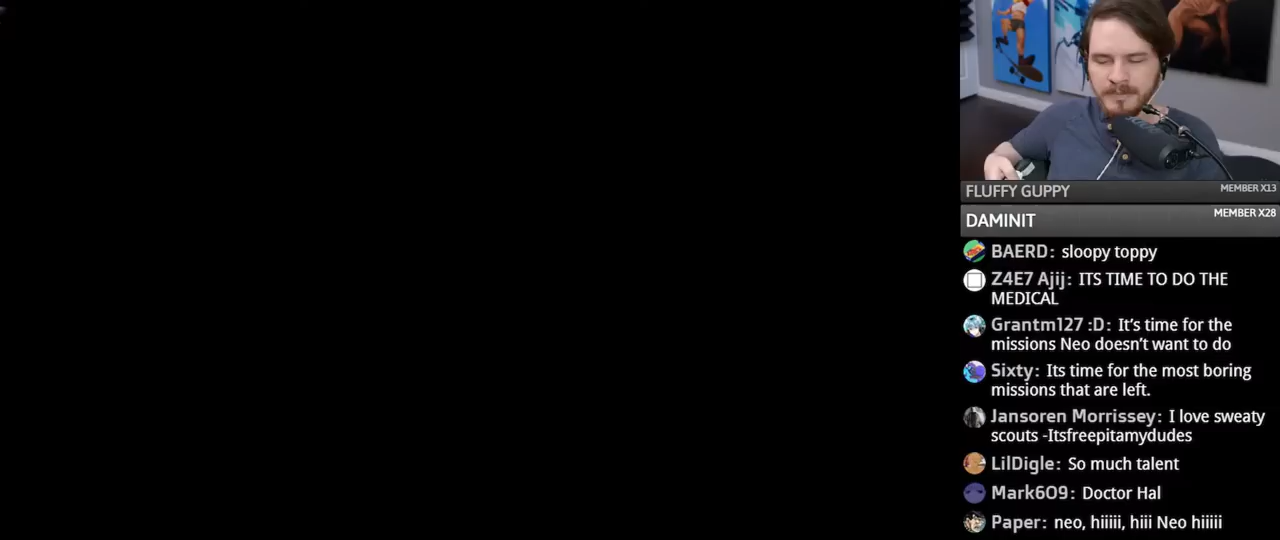 FLUFFY GUPPY
MEMBER X13
DAMINIT
MEMBER X28
BAERD: sloopy toppy
Z4E7 Ajij: ITS TIME TO DO THE
MEDICAL
Grantm127 :D: It's time for the
missions Neo doesn't want to do
Sixty: Its time for the most boring
missions that are left.
Jansoren Morrissey: I love sweaty
scouts -Itsfreepitamydudes
LilDigle: So much talent
Mark609: Doctor Hal
Paper: neo, hiiiii, hiii Neo hiiiii